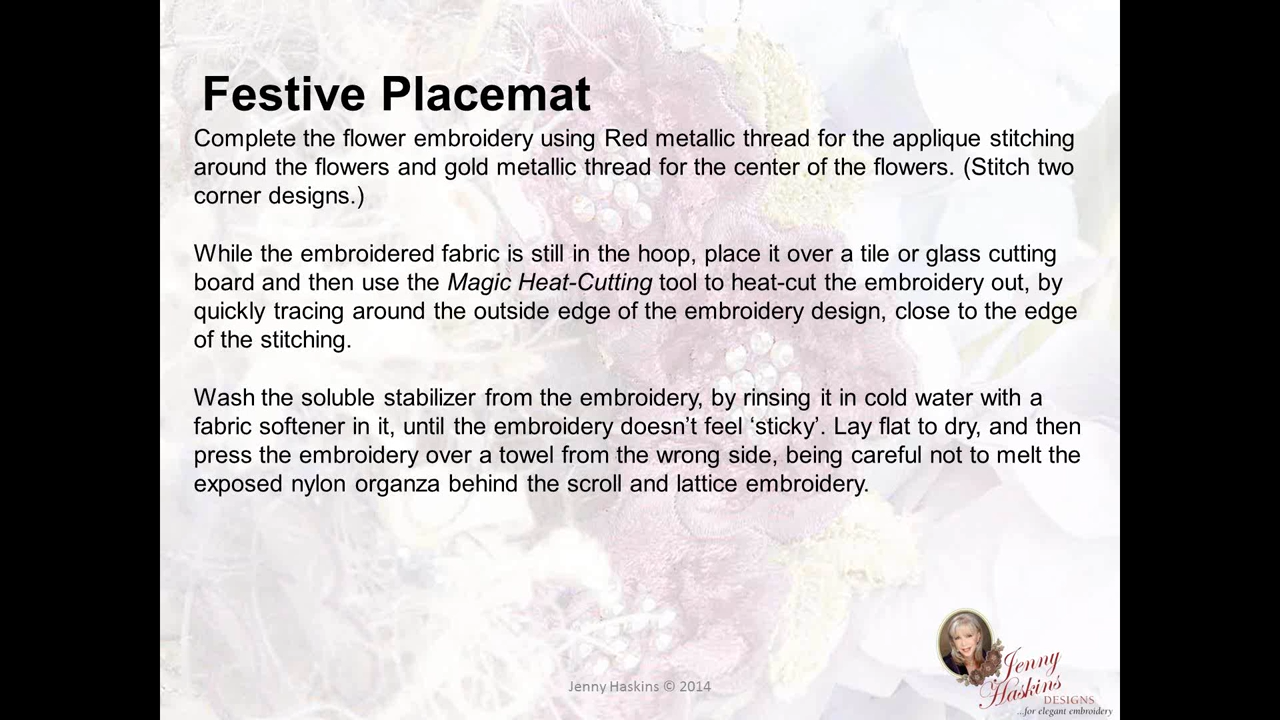 Festive Placemat
Complete the flower embroidery using Red metallic thread for the applique stitching
around the flowers and gold metallic thread for the center of the flowers. (Stitch two
corner designs.)
While the embroidered fabric is still in the hoop, place it over a tile or glass cutting
board and then use the Magic Heat-Cutting tool to heat-cut the embroidery out, by
quickly tracing around the outside edge of the embroidery design, close to the edge
of the stitching.
Wash the soluble stabilizer from the embroidery, by rinsing it in cold water with a
fabric softener in it, until the embroidery doesn’t feel ‘sticky’. Lay flat to dry, and then
press the embroidery over a towel from the wrong side, being careful not to melt the
exposed nylon organza behind the scroll and lattice embroidery.
Jenny Haskins © 2014
Jenny
Haskins
DESIGNS
...for elegant embroidery